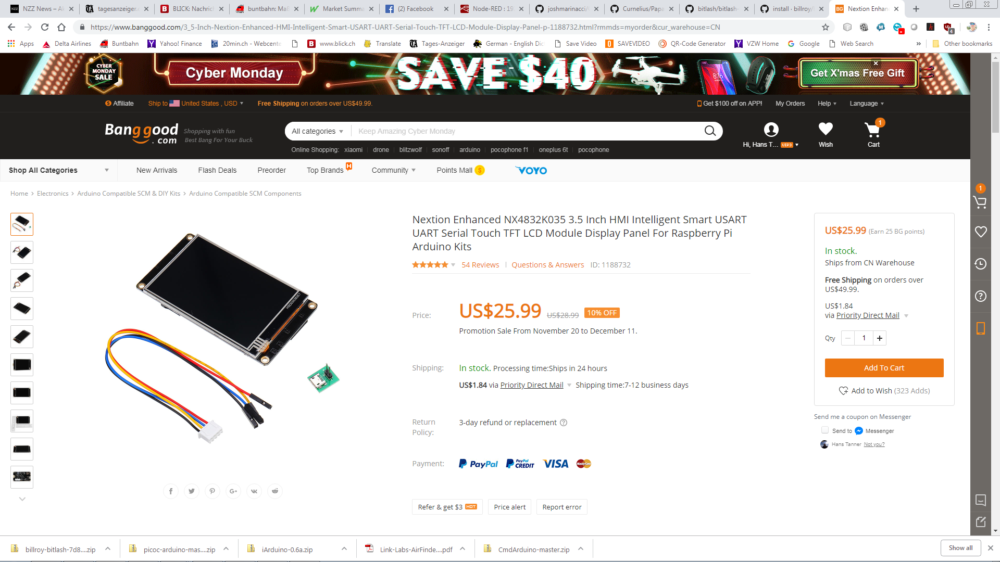 NZZ News – Ak
tagesanzeiger.c
BLICK: Nachrich
buntbahn: Maß
Market Summa
(2) Facebook
Node-RED : 19
joshmarinacci/
Curnelius/Papa
bitlash/bitlash-
install · billroy/
Nextion Enhan
https://www.banggood.com/3_5-Inch-Nextion-Enhanced-HMI-Intelligent-Smart-USART-UART-Serial-Touch-TFT-LCD-Module-Display-Panel-p-1188732.html?rmmds=myorder&cur_warehouse=CN
Apps
Delta Airlines
Buntbahn
Yahoo! Finance
20min.ch - Webcente
www.blick.ch
Translate
Tages-Anzeiger
German - English Dic
Save Video
SAVEVIDEO
QR-Code Generator
VZW Home
Google
Web Search
Other bookmarks
CYBER MONDAY SALE
Cyber Monday
SAVE $40
8:16
Get X'mas Free Gift
Affiliate
Ship to United States , USD
Free Shipping on orders over US$49.99.
Get $100 off on APP!
My Orders
Help
Language
Banggood.com
Shopping with fun
Best Bang For Your Buck
All categories
Keep Amazing Cyber Monday
Hi, Hans T... VIP3
Wish
1
Cart
Online Shopping: xiaomi drone blitzwolf sonoff arduino pocophone f1 oneplus 6t pocophone
Shop All Categories
New Arrivals
Flash Deals
Preorder
Top Brands H
Community
Points Mall $
VOYO
Home > Electronics > Arduino Compatible SCM & DIY Kits > Arduino Compatible SCM Components
1
Nextion Enhanced NX4832K035 3.5 Inch HMI Intelligent Smart USART
UART Serial Touch TFT LCD Module Display Panel For Raspberry Pi
Arduino Kits
54 Reviews | Questions & Answers ID: 1188732
Price: US$25.99 US$28.99 10% OFF
Promotion Sale From November 20 to December 11.
Shipping: In stock. Processing time:Ships in 24 hours
US$1.84 via Priority Direct Mail Shipping time:7-12 business days
Return Policy: 3-day refund or replacement
Payment: PayPal PayPal CREDIT VISA MasterCard
Refer & get $3 HOT
Price alert
Report error
US$25.99 (Earn 25 BG points)
In stock.
Ships from CN Warehouse
Free Shipping on orders over
US$49.99.
US$1.84
via Priority Direct Mail
Qty 1
Add To Cart
Add to Wish (323 Adds)
Send me a coupon on Messenger
Send to Messenger
Hans Tanner Not you?
billroy-bitlash-7d8....zip
picoc-arduino-mas....zip
iArduino-0.6a.zip
Link-Labs-AirFinde....pdf
CmdArduino-master.zip
Show all